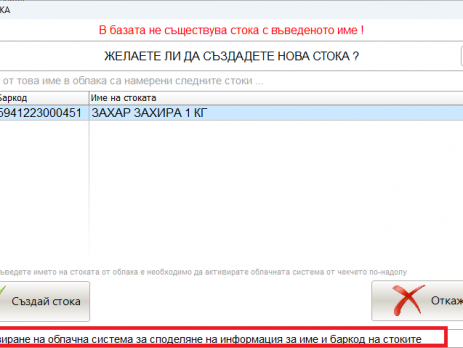 КА
В базата не съществува стока с въведеното име !
ЖЕЛАЕТЕ ЛИ ДА СЪЗДАДЕТЕ НОВА СТОКА ?
от това име в облака са намерени следните стоки ...
Баркод Име на стоката
5941223000451 ЗАХАР ЗАХИРА 1 КГ
ъведете името на стоката от облака е необходимо да активирате облачната система от чекчето по-надолу
Създай стока Откаж
зиране на облачна система за споделяне на информация за име и баркод на стоките